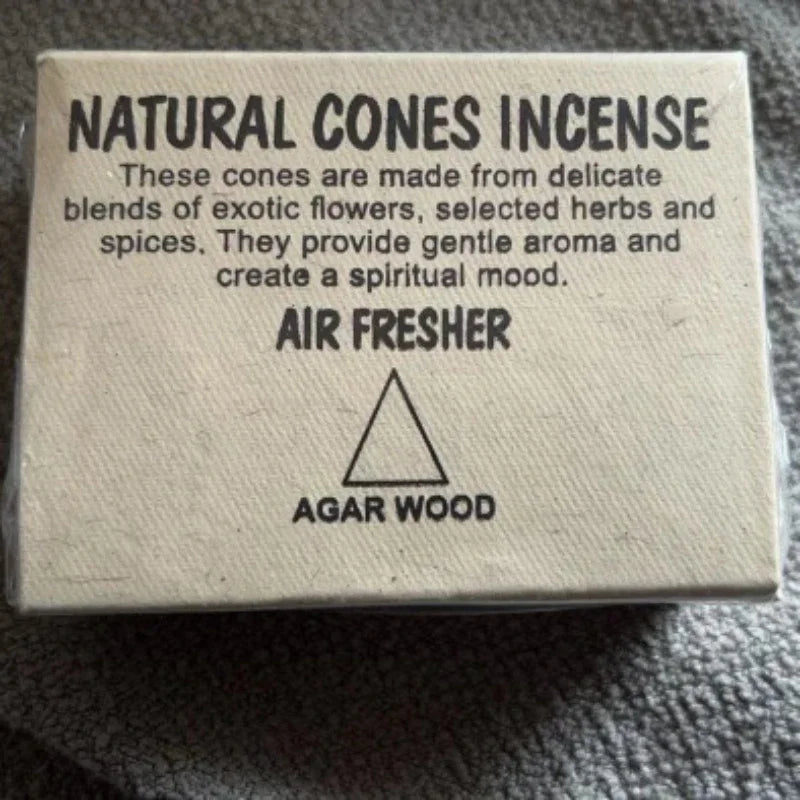 NATURAL CONES INCENSE
These cones are made from delicate
blends of exotic flowers, selected herbs and
spices. They provide gentle aroma and
create a spiritual mood.
AIR FRESHER
AGAR WOOD